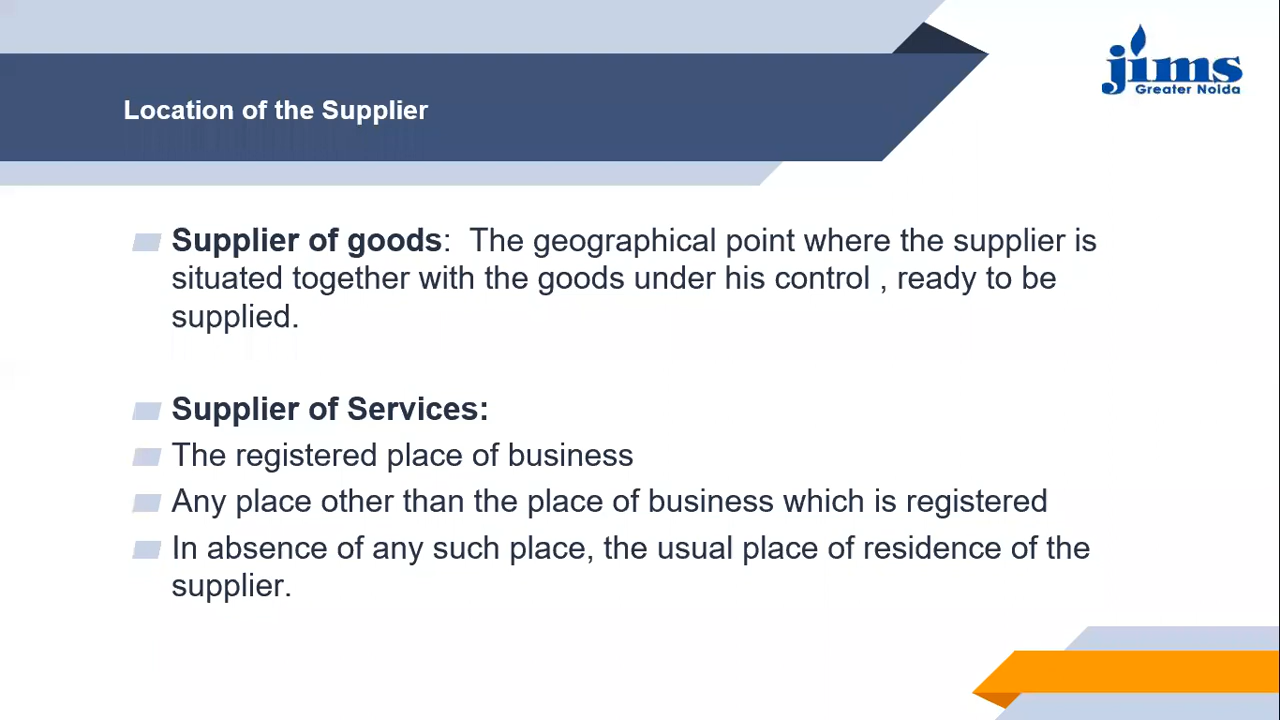 jims
Greater Noida
Location of the Supplier
Supplier of goods:  The geographical point where the supplier is
situated together with the goods under his control , ready to be
supplied.
Supplier of Services:
The registered place of business
Any place other than the place of business which is registered
In absence of any such place, the usual place of residence of the
supplier.